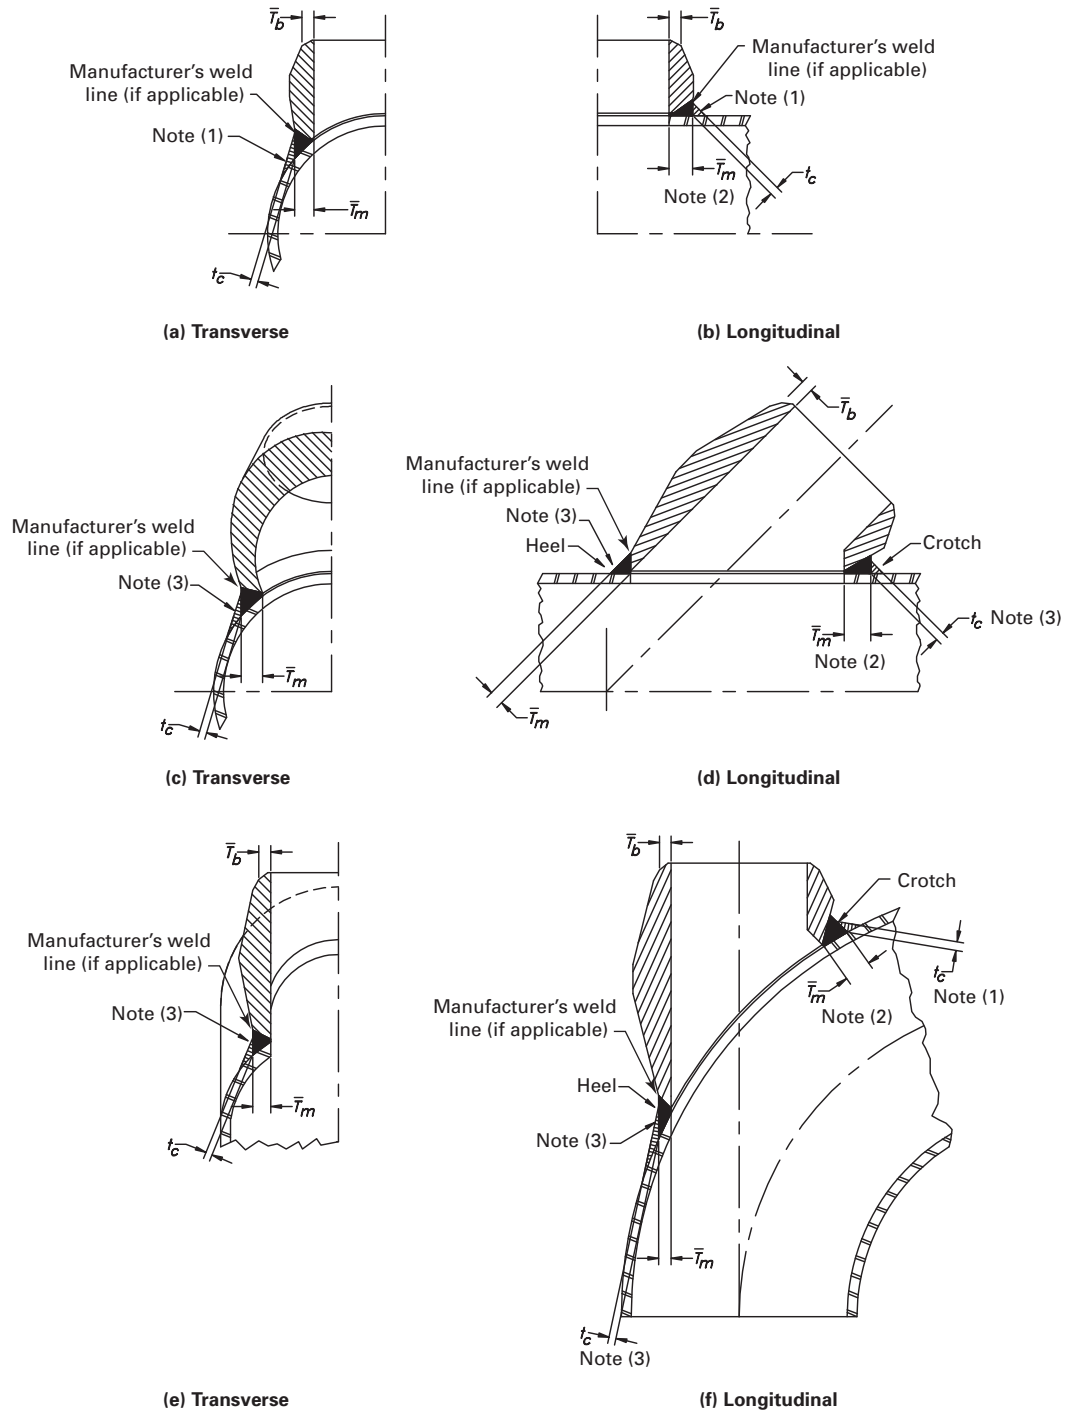 T̅b
Manufacturer's weld
line (if applicable)
Note (1)
T̅m
tc
(a) Transverse
T̅b
Manufacturer's weld
line (if applicable)
Note (1)
T̅m
Note (2)
tc
(b) Longitudinal
Manufacturer's weld
line (if applicable)
Note (3)
T̅m
tc
(c) Transverse
T̅b
Manufacturer's weld
line (if applicable)
Note (3)
Heel
Crotch
T̅m
Note (2)
tc Note (3)
T̅m
(d) Longitudinal
T̅b
Manufacturer's weld
line (if applicable)
Note (3)
T̅m
tc
(e) Transverse
T̅b
Crotch
tc
Note (1)
T̅m
Note (2)
Manufacturer's weld
line (if applicable)
Heel
Note (3)
T̅m
tc
Note (3)
(f) Longitudinal